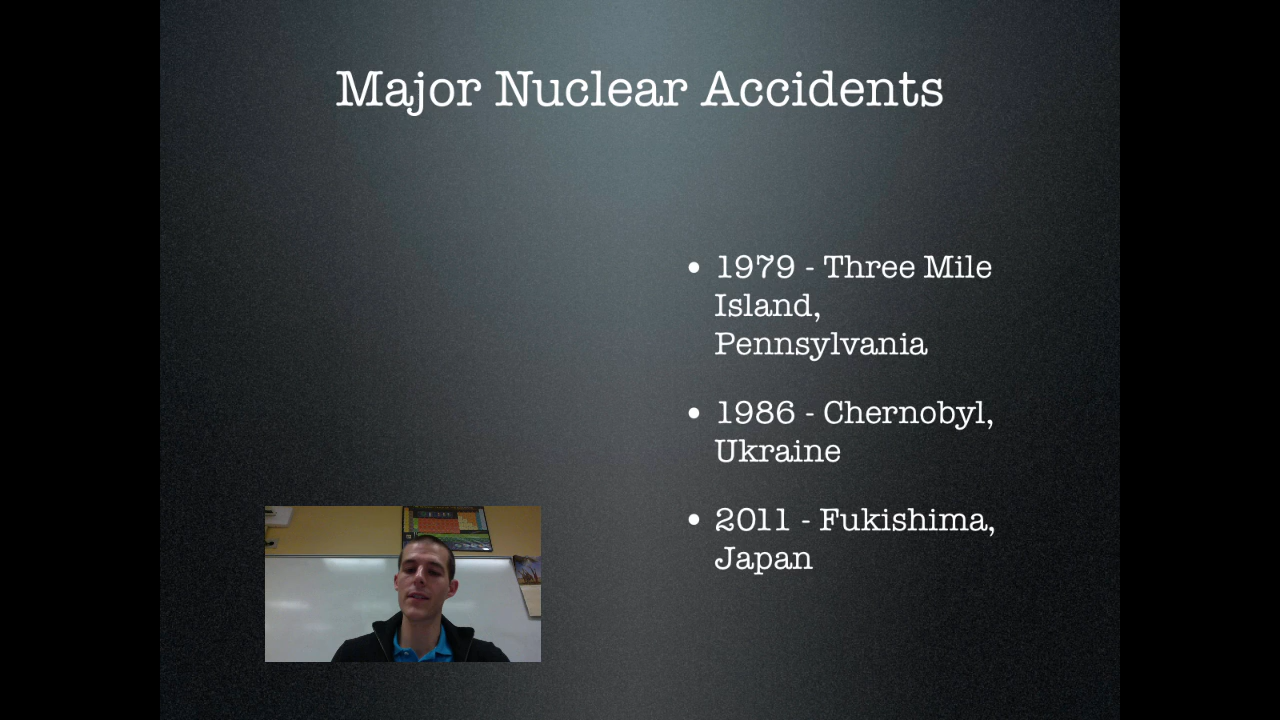 Major Nuclear Accidents
• 1979 - Three Mile
Island,
Pennsylvania
• 1986 - Chernobyl,
Ukraine
• 2011 - Fukishima,
Japan